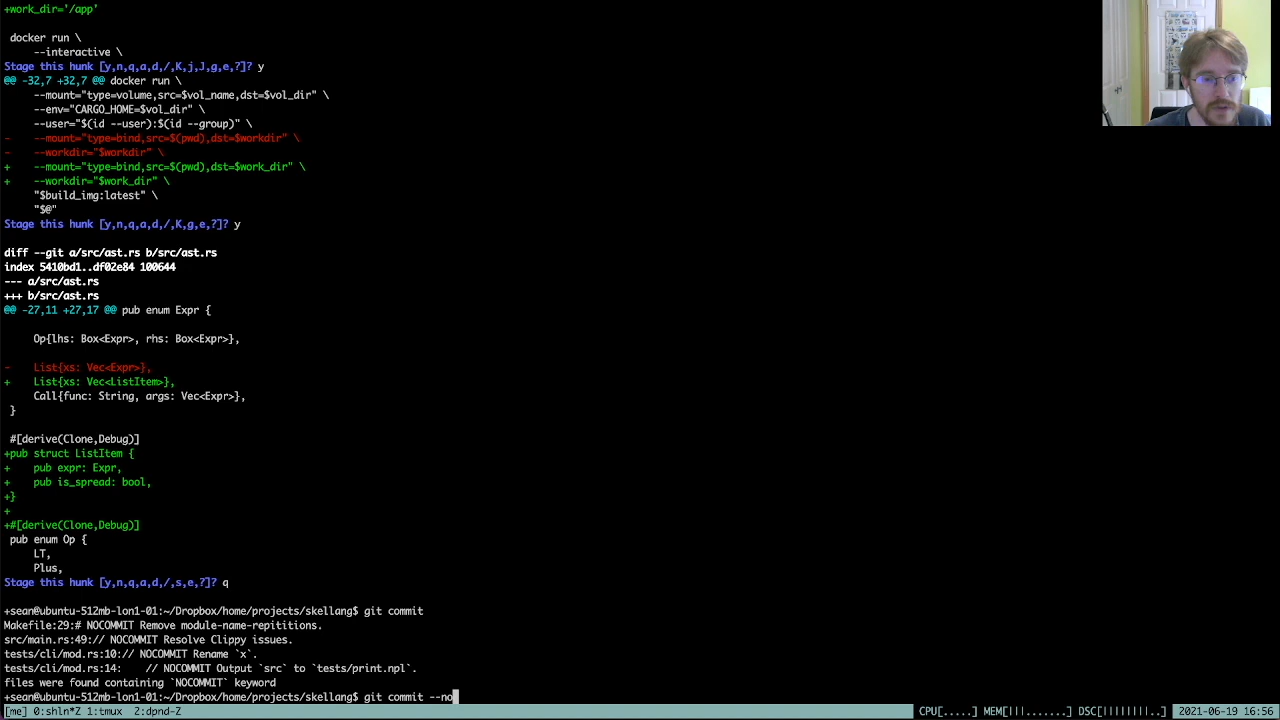 +work_dir='/app'
docker run \
--interactive \
Stage this hunk [y,n,q,a,d,/,K,j,J,g,e,?]? y
@@ -32,7 +32,7 @@ docker run \
--mount="type=volume,src=$vol_name,dst=$vol_dir" \
--env="CARGO_HOME=$vol_dir" \
--user="$(id --user):$(id --group)" \
-    --mount="type=bind,src=$(pwd),dst=$workdir" \
-    --workdir="$workdir" \
+    --mount="type=bind,src=$(pwd),dst=$work_dir" \
+    --workdir="$work_dir" \
"$build_img:latest" \
"$@"
Stage this hunk [y,n,q,a,d,/,K,g,e,?]? y
diff --git a/src/ast.rs b/src/ast.rs
index 5410bd1..df02e84 100644
--- a/src/ast.rs
+++ b/src/ast.rs
@@ -27,11 +27,17 @@ pub enum Expr {
Op{lhs: Box<Expr>, rhs: Box<Expr>},
-    List{xs: Vec<Expr>},
+    List{xs: Vec<ListItem>},
Call{func: String, args: Vec<Expr>},
}
#[derive(Clone,Debug)]
+pub struct ListItem {
+    pub expr: Expr,
+    pub is_spread: bool,
+}
+
+#[derive(Clone,Debug)]
pub enum Op {
LT,
Plus,
Stage this hunk [y,n,q,a,d,/,s,e,?]? q
+sean@ubuntu-512mb-lon1-01:~/Dropbox/home/projects/skellang$ git commit
Makefile:29:# NOCOMMIT Remove module-name-repititions.
src/main.rs:49:// NOCOMMIT Resolve Clippy issues.
tests/cli/mod.rs:10:// NOCOMMIT Rename `x`.
tests/cli/mod.rs:14:    // NOCOMMIT Output `src` to `tests/print.npl`.
files were found containing `NOCOMMIT` keyword
+sean@ubuntu-512mb-lon1-01:~/Dropbox/home/projects/skellang$ git commit --no
[me] 0:shln*Z 1:tmux  2:dpnd-Z CPU[.....] MEM[|||.......] DSC[||||||||..] 2021-06-19 16:56